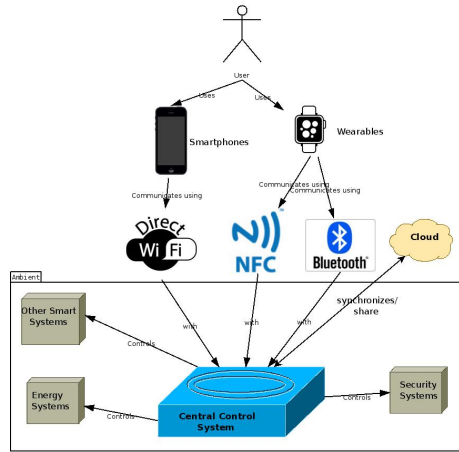 User
Uses
Uses
Smartphones
Wearables
Communicates using
Communicates using
Communicates using
Direct
Wi Fi
NFC
Bluetooth
Cloud
Ambient
synchronizes/
share
Other Smart
Systems
with
with
with
Controls
Energy
Systems
Controls
Central Control
System
Controls
Security
Systems